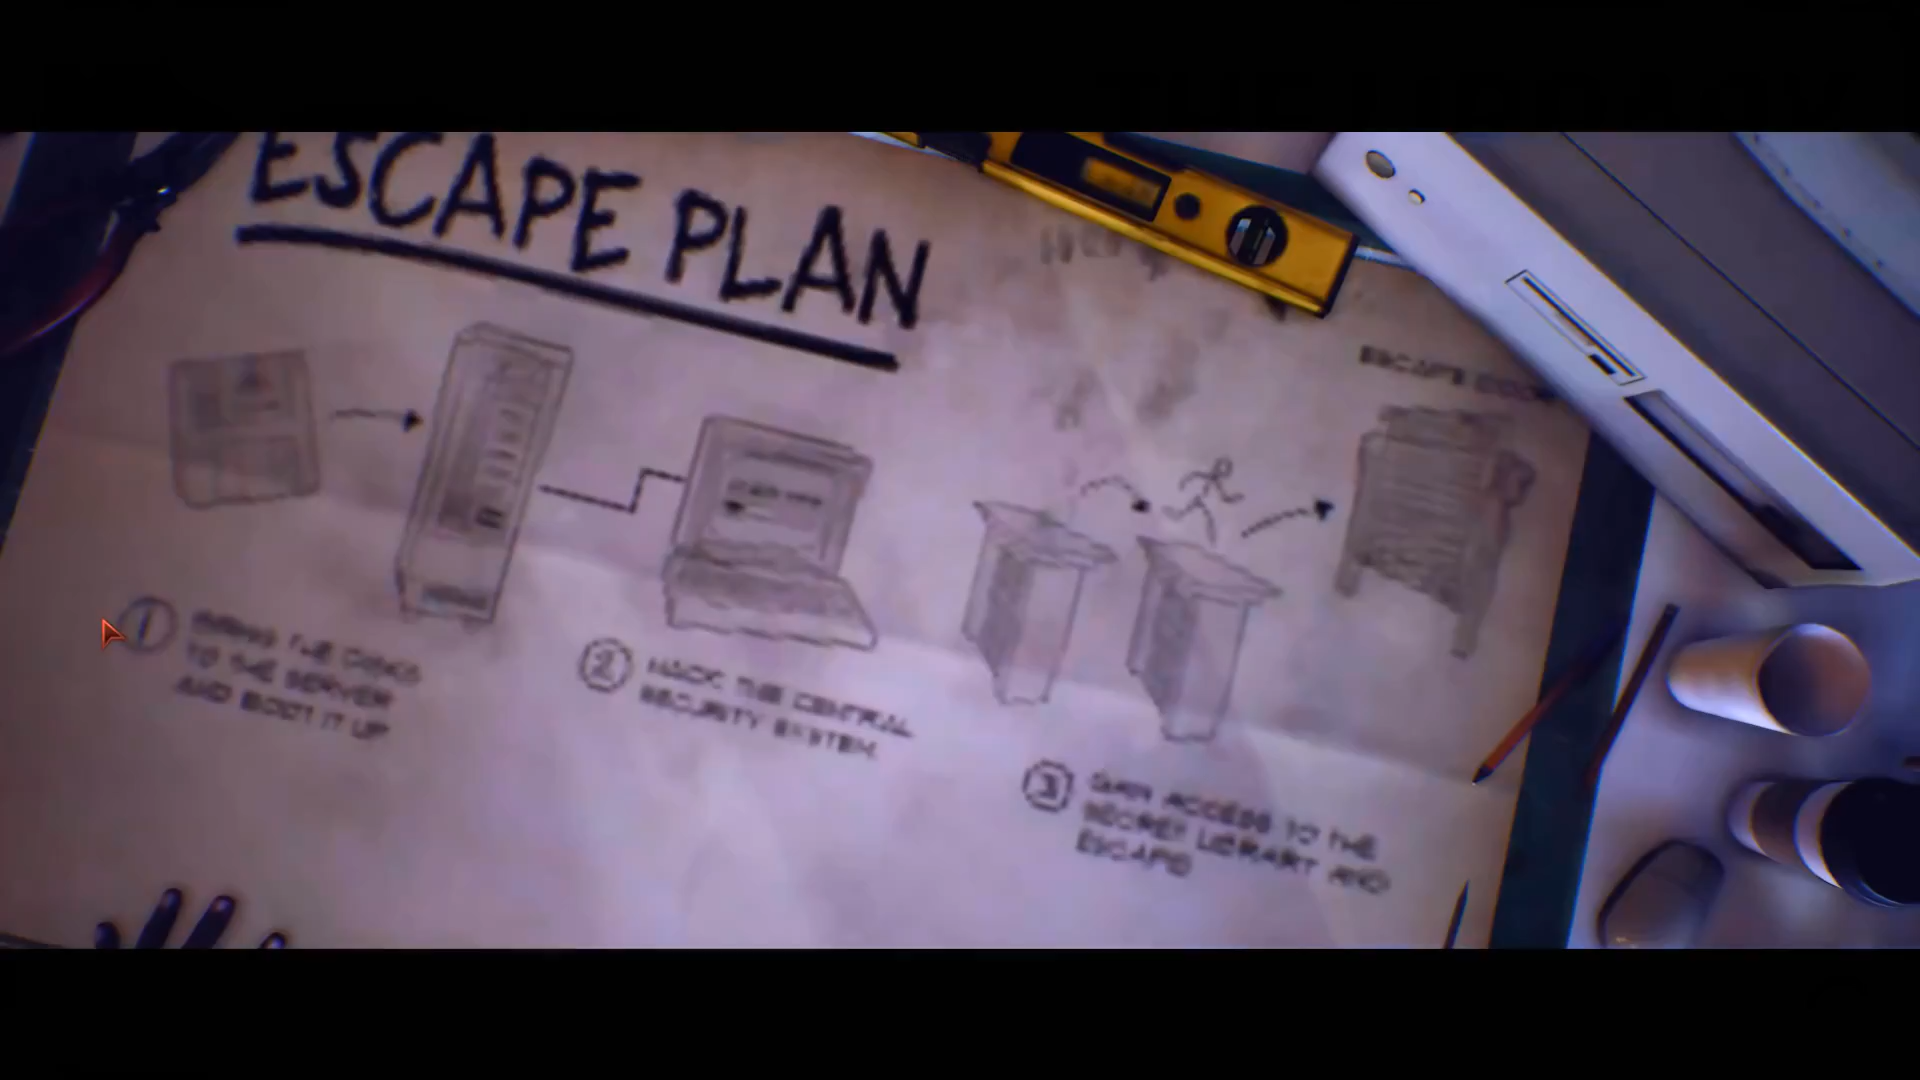 ESCAPE PLAN
1
BRING THE DISKS
TO THE SERVER
AND BOOT IT UP
2
HACK THE CENTRAL
SECURITY SYSTEM.
3
GAIN ACCESS TO THE
SECRET LIBRARY AND
ESCAPE